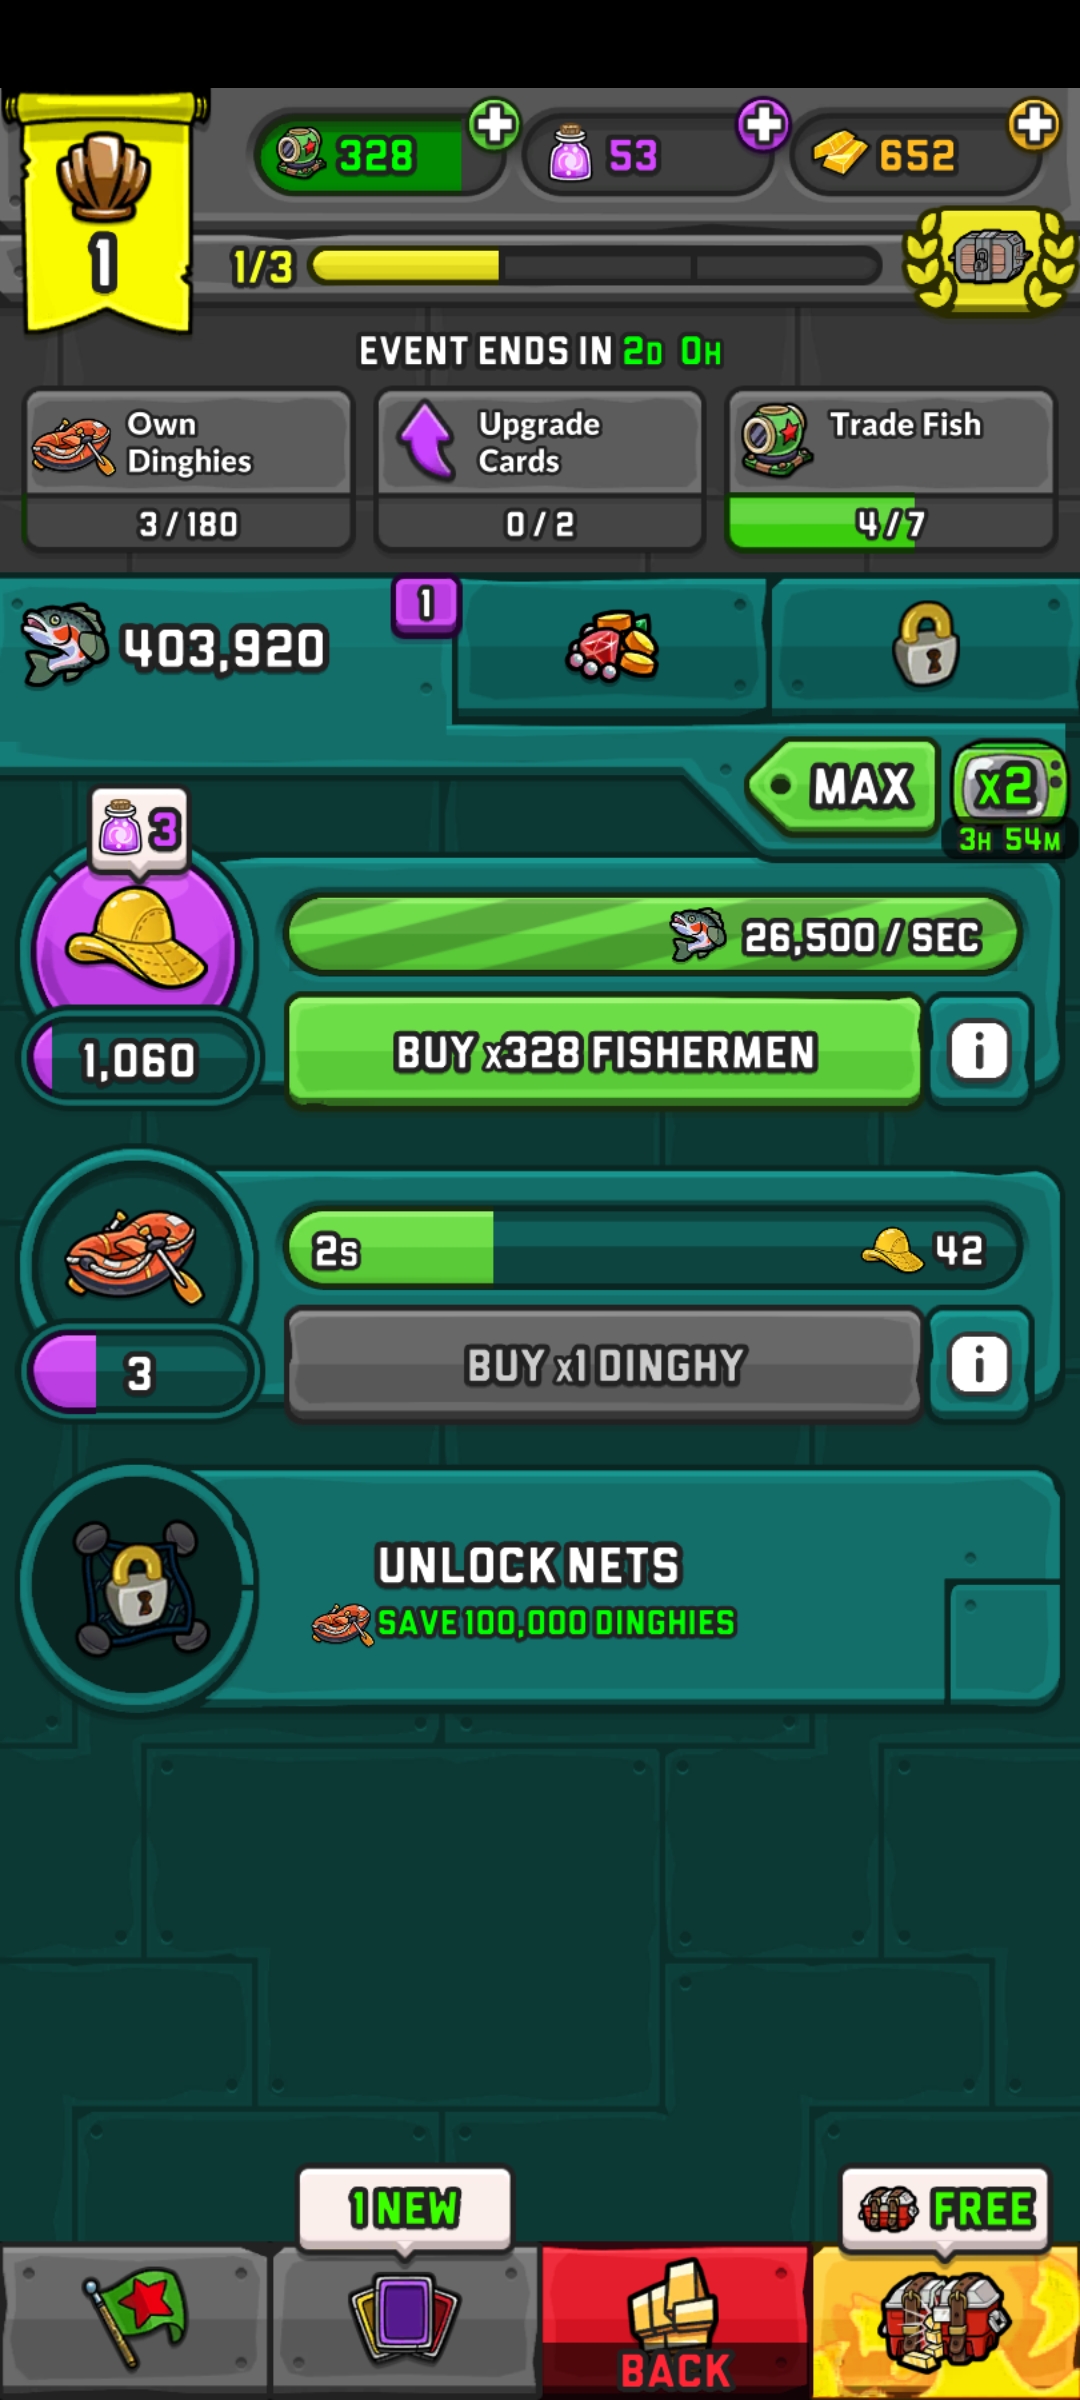 328
53
652
1
1/3
EVENT ENDS IN 2D 0H
Own
Dinghies
Upgrade
Cards
Trade Fish
3 / 180
0 / 2
4 / 7
403,920
1
MAX
x2
3H 54M
3
26,500 / SEC
1,060
BUY x328 FISHERMEN
i
2s
42
3
BUY x1 DINGHY
i
UNLOCK NETS
SAVE 100,000 DINGHIES
1 NEW
FREE
BACK